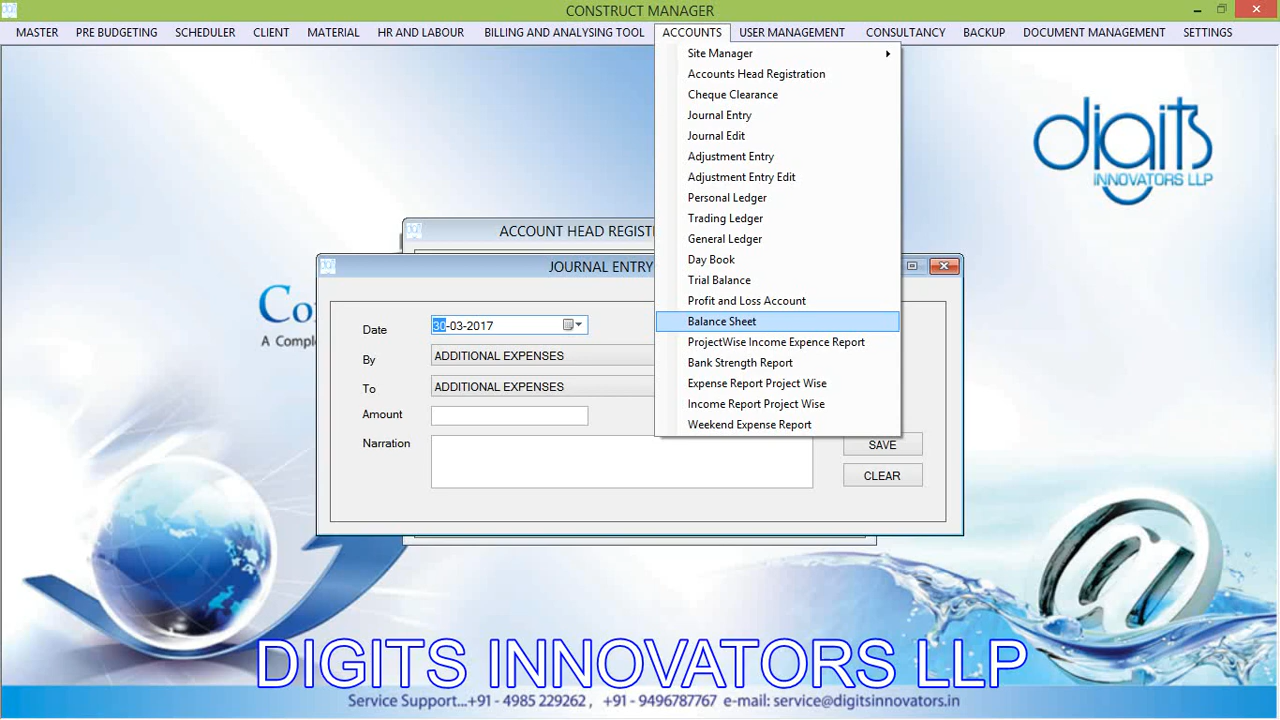 CONSTRUCT MANAGER
MASTER PRE BUDGETING SCHEDULER CLIENT MATERIAL HR AND LABOUR BILLING AND ANALYSING TOOL ACCOUNTS USER MANAGEMENT CONSULTANCY BACKUP DOCUMENT MANAGEMENT SETTINGS
Site Manager
Accounts Head Registration
Cheque Clearance
Journal Entry
Journal Edit
Adjustment Entry
Adjustment Entry Edit
Personal Ledger
Trading Ledger
General Ledger
Day Book
Trial Balance
Profit and Loss Account
Balance Sheet
ProjectWise Income Expence Report
Bank Strength Report
Expense Report Project Wise
Income Report Project Wise
Weekend Expense Report
digits
INNOVATORS LLP
ACCOUNT HEAD REGIST
JOURNAL ENTRY
Co
A Compl
Date 30-03-2017
By ADDITIONAL EXPENSES
To ADDITIONAL EXPENSES
Amount
Narration
SAVE
CLEAR
DIGITS INNOVATORS LLP
Service Support...+91 - 4985 229262 , +91 - 9496787767 e-mail: service@digitsinnovators.in